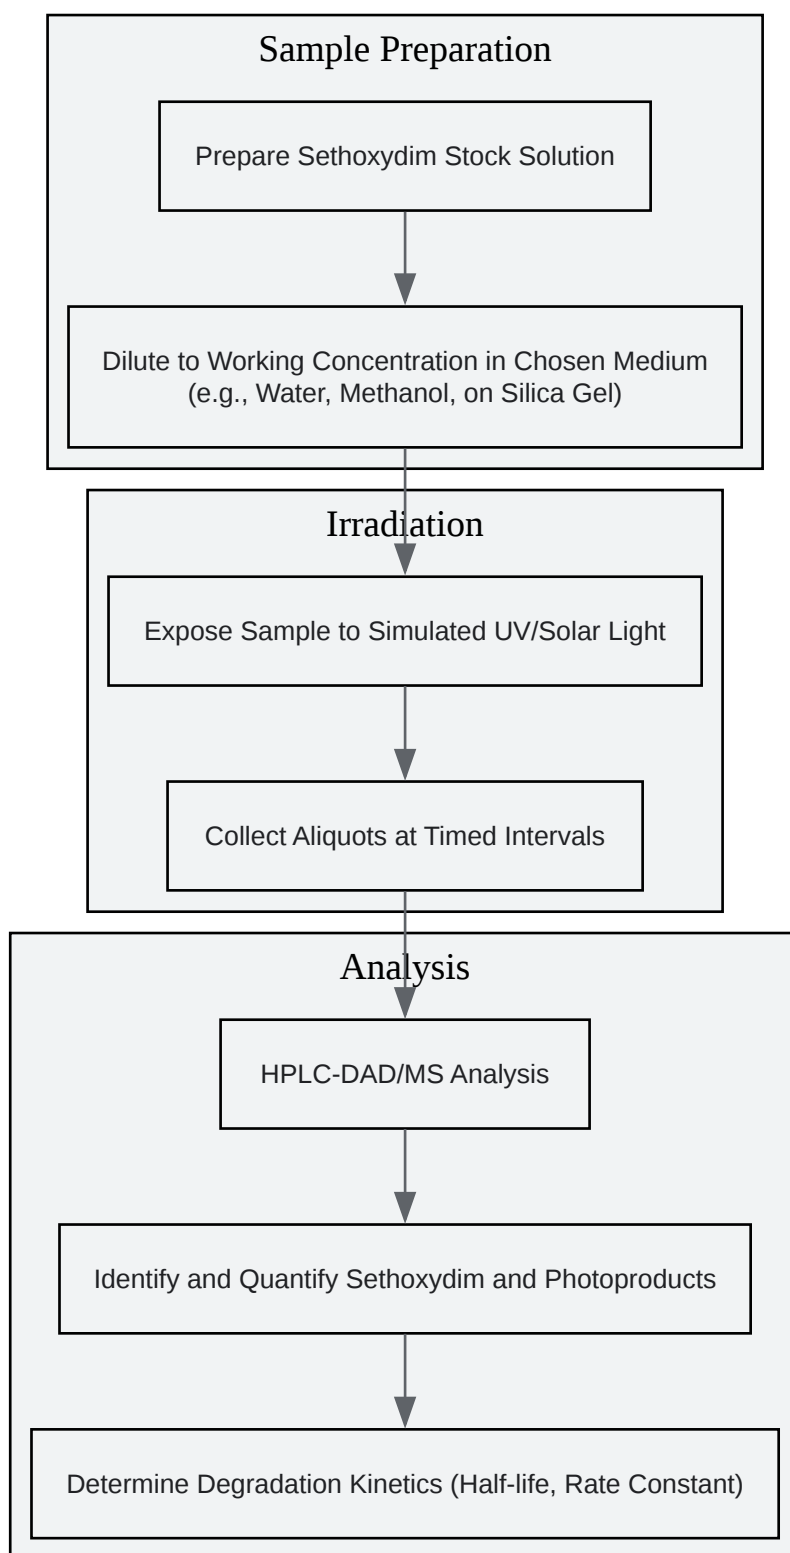 Sample Preparation
Prepare Sethoxydim Stock Solution
Dilute to Working Concentration in Chosen Medium
(e.g., Water, Methanol, on Silica Gel)
Irradiation
Expose Sample to Simulated UV/Solar Light
Collect Aliquots at Timed Intervals
Analysis
HPLC-DAD/MS Analysis
Identify and Quantify Sethoxydim and Photoproducts
Determine Degradation Kinetics (Half-life, Rate Constant)